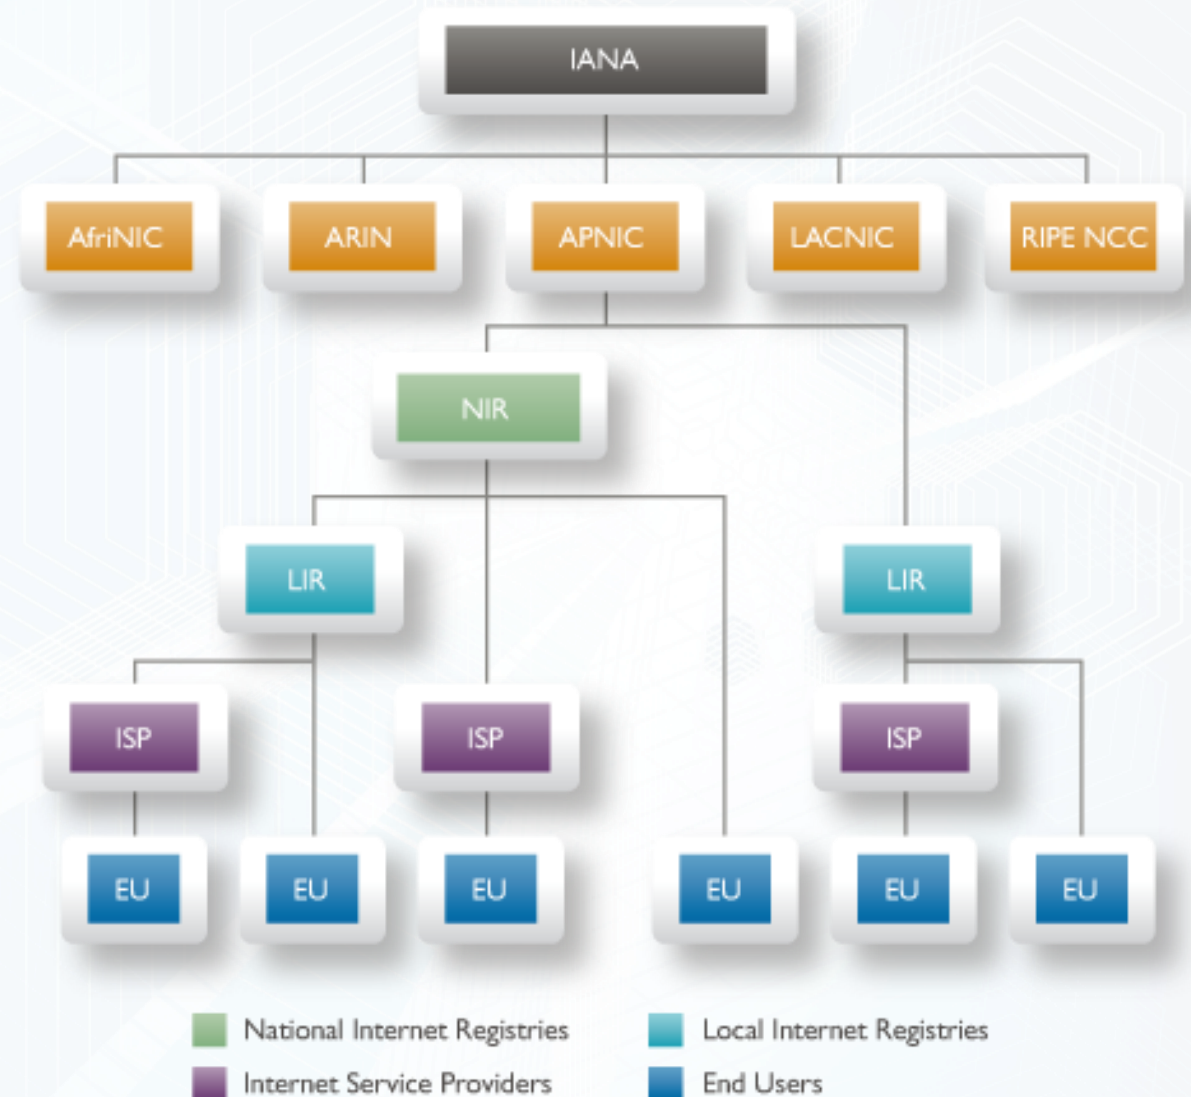 IANA
AfriNIC ARIN APNIC LACNIC RIPE NCC
NIR
LIR LIR
ISP ISP ISP
EU EU EU EU EU EU
National Internet Registries Local Internet Registries
Internet Service Providers End Users